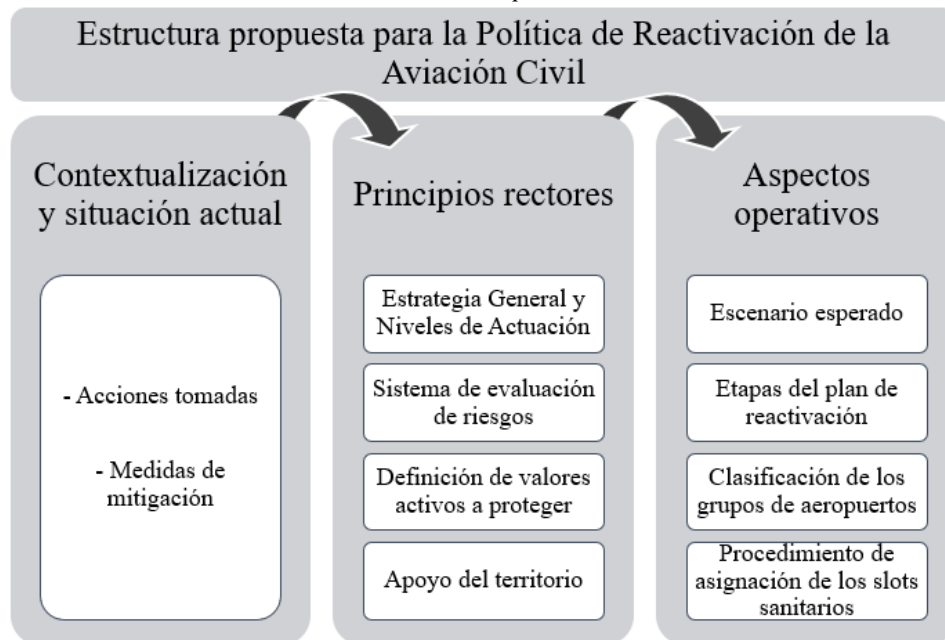 Estructura propuesta para la Política de Reactivación de la
Aviación Civil
Contextualización
y situación actual
- Acciones tomadas
- Medidas de
mitigación
Principios rectores
Estrategia General y
Niveles de Actuación
Sistema de evaluación
de riesgos
Definición de valores
activos a proteger
Apoyo del territorio
Aspectos
operativos
Escenario esperado
Etapas del plan de
reactivación
Clasificación de los
grupos de aeropuertos
Procedimiento de
asignación de los slots
sanitarios